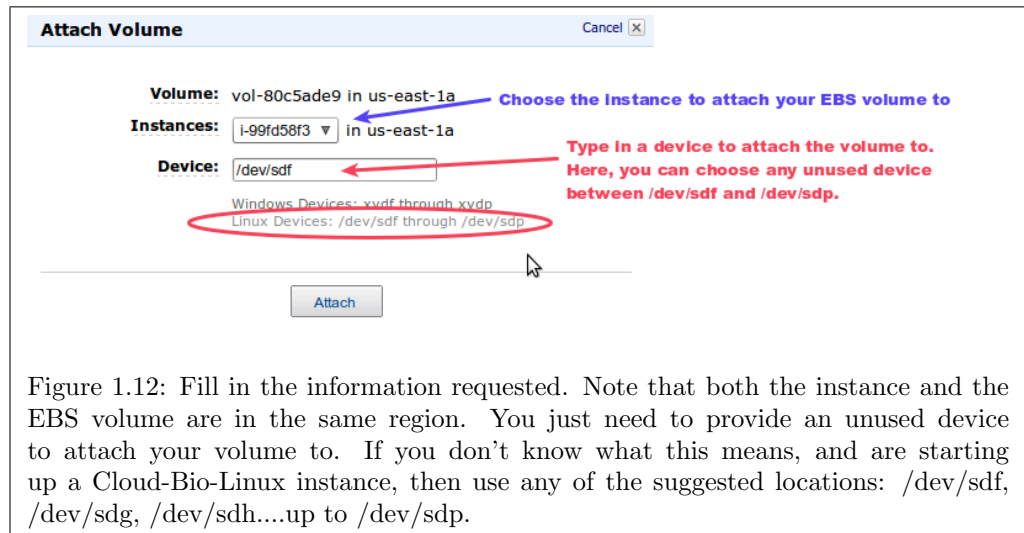 Attach Volume
Cancel
Volume: vol-80c5ade9 in us-east-1a
Choose the instance to attach your EBS volume to
Instances: i-99fd58f3 in us-east-1a
Type in a device to attach the volume to.
Here, you can choose any unused device
between /dev/sdf and /dev/sdp.
Device: /dev/sdf
Windows Devices: xvdf through xvdp
Linux Devices: /dev/sdf through /dev/sdp
Attach
Figure 1.12: Fill in the information requested. Note that both the instance and the
EBS volume are in the same region. You just need to provide an unused device
to attach your volume to. If you don't know what this means, and are starting
up a Cloud-Bio-Linux instance, then use any of the suggested locations: /dev/sdf,
/dev/sdg, /dev/sdh....up to /dev/sdp.